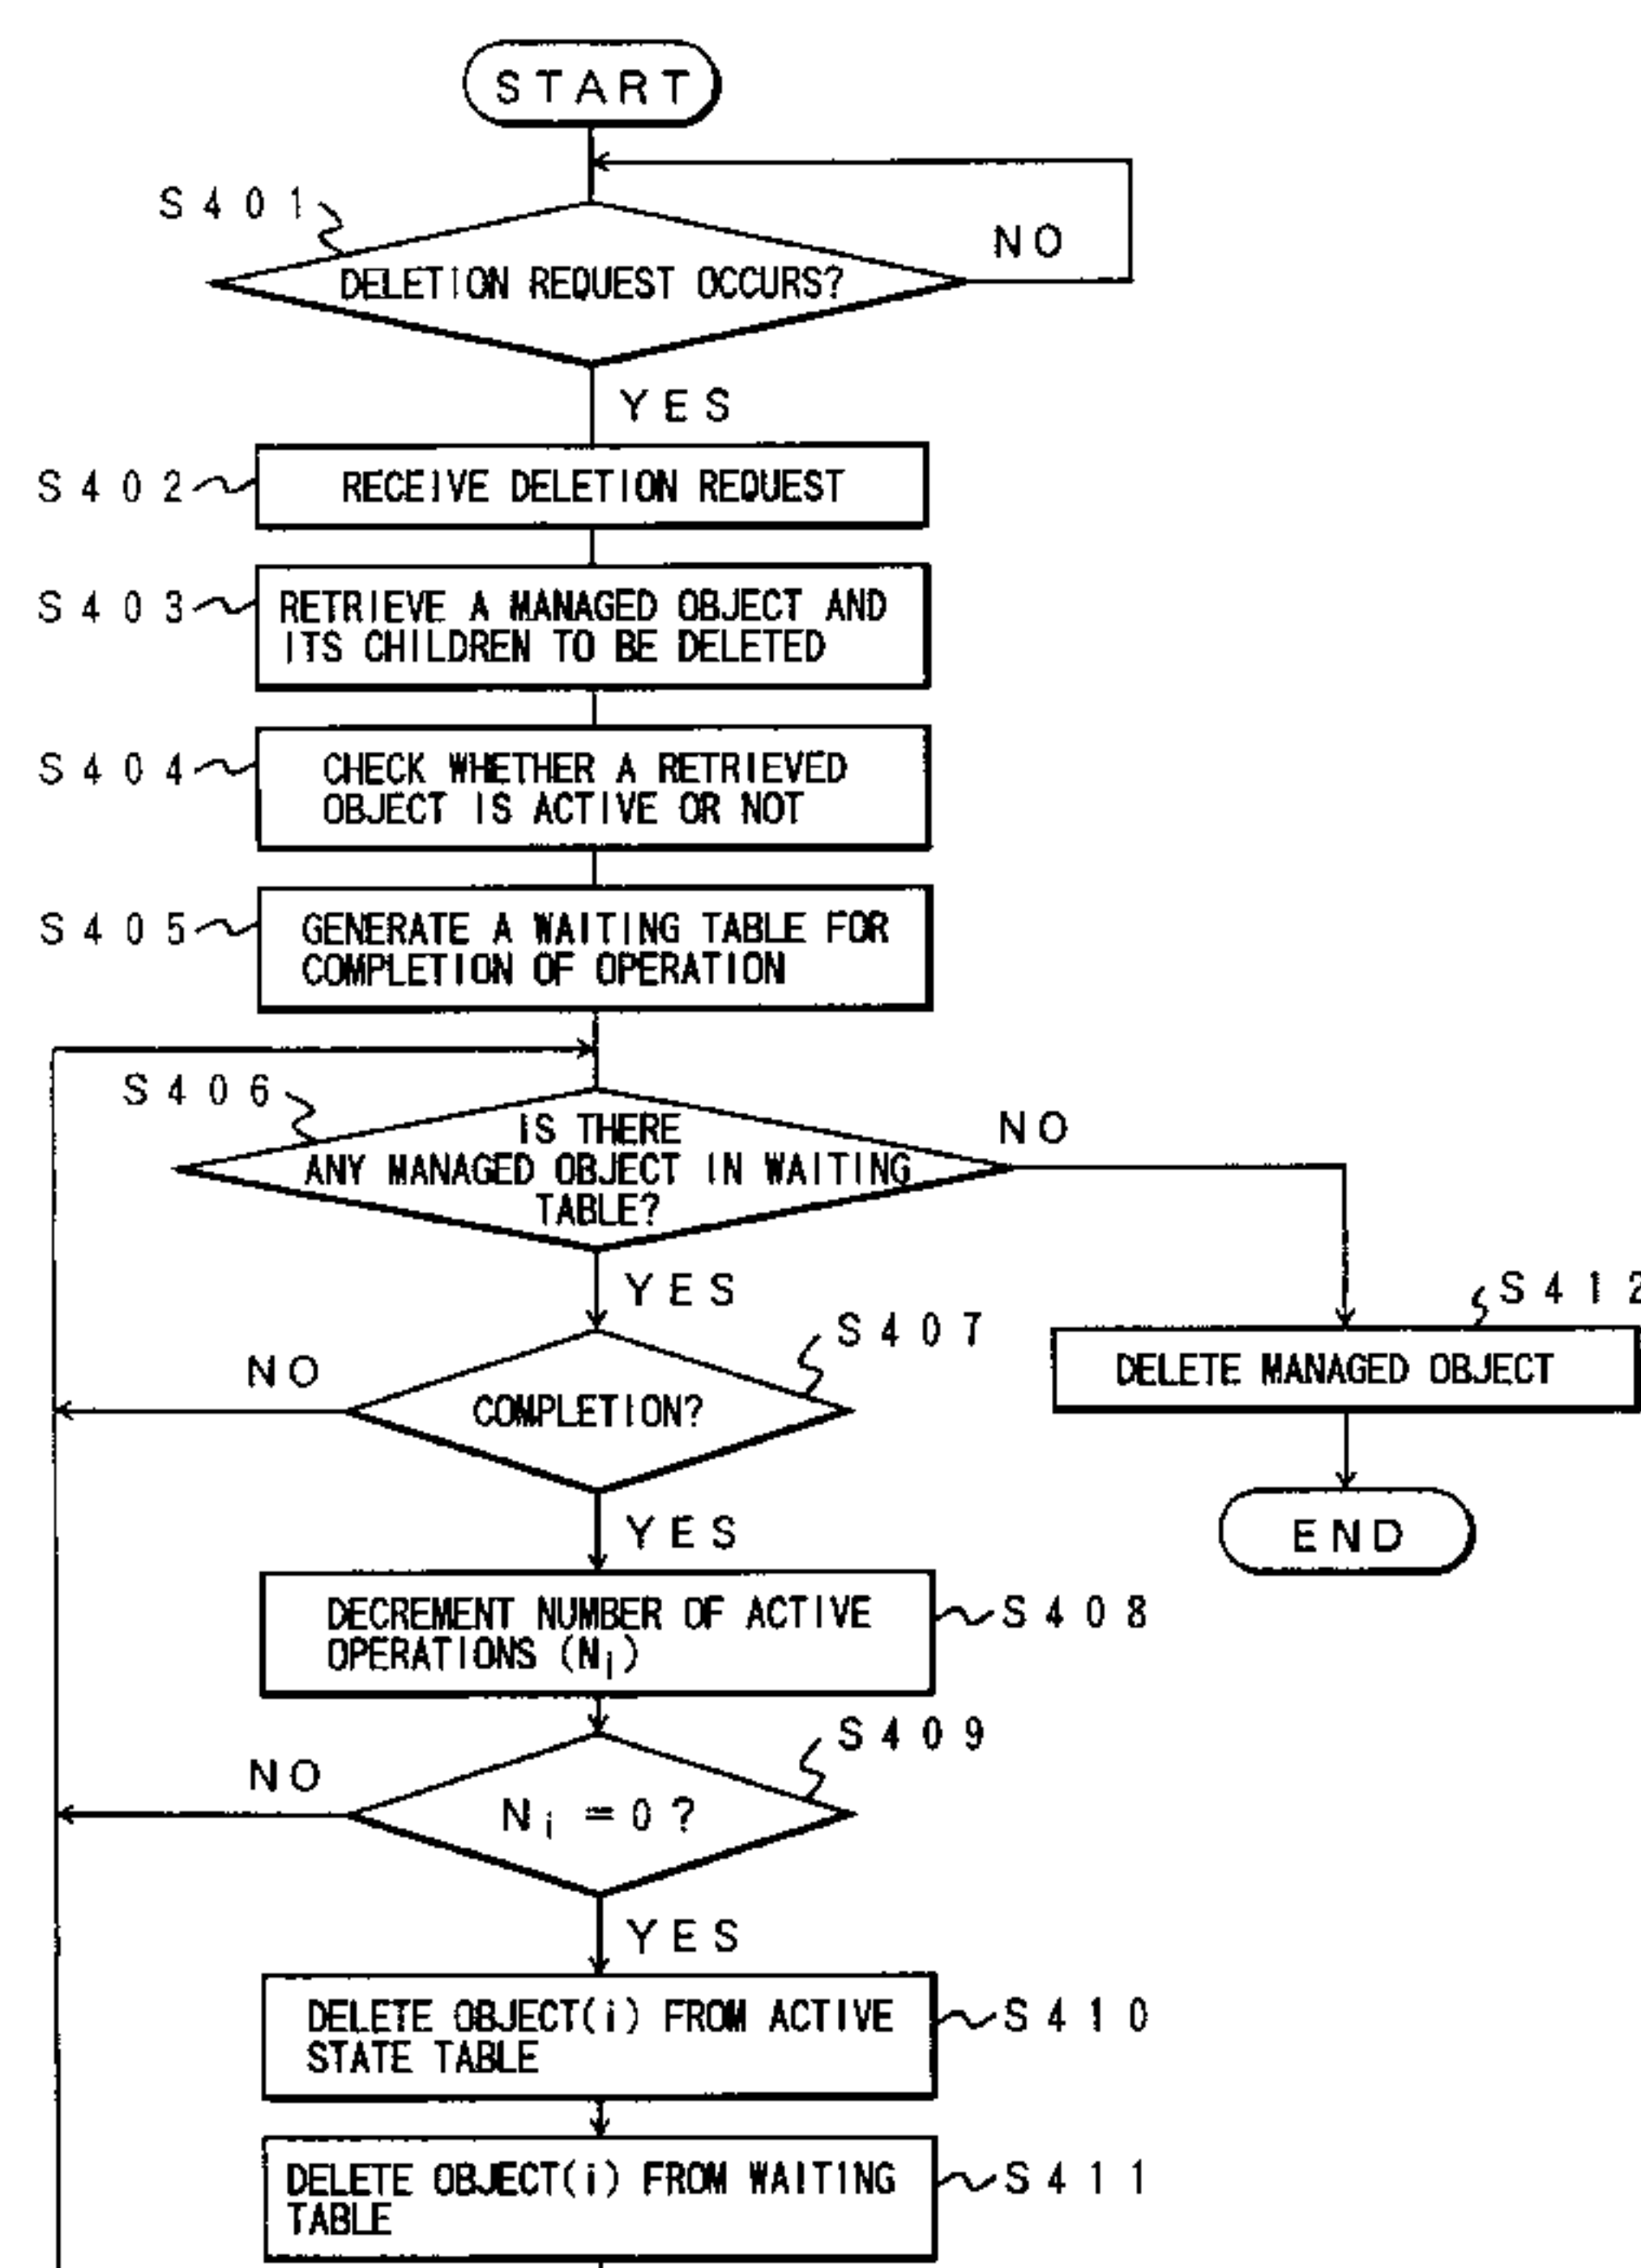 START
S401
NO
DELETION REQUEST OCCURS?
YES
S402
RECEIVE DELETION REQUEST
S403
RETRIEVE A MANAGED OBJECT AND
ITS CHILDREN TO BE DELETED
S404
CHECK WHETHER A RETRIEVED
OBJECT IS ACTIVE OR NOT
S405
GENERATE A WAITING TABLE FOR
COMPLETION OF OPERATION
S406
IS THERE
ANY MANAGED OBJECT IN WAITING
TABLE?
NO
YES
S407
S412
NO
COMPLETION?
DELETE MANAGED OBJECT
YES
END
DECREMENT NUMBER OF ACTIVE
OPERATIONS (Ni)
S408
S409
NO
Ni = 0?
YES
DELETE OBJECT(i) FROM ACTIVE
STATE TABLE
S410
DELETE OBJECT(i) FROM WAITING
TABLE
S411